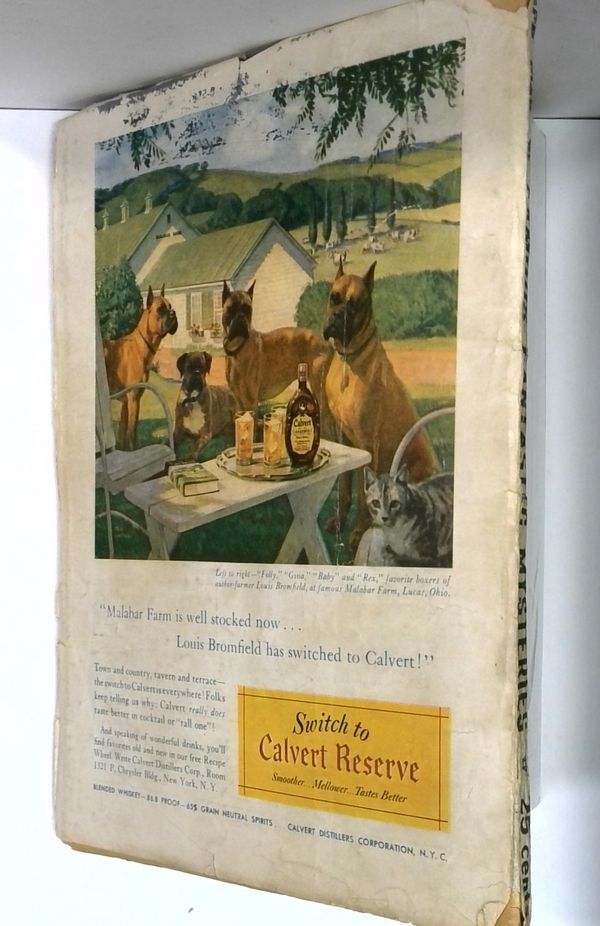 Calvert
RESERVE
Left to right—"Folly," "Gina," "Baby" and "Rex," favorite boxers of
author-farmer Louis Bromfield, at famous Malabar Farm, Lucas, Ohio.
"Malabar Farm is well stocked now . . .
Louis Bromfield has switched to Calvert!"
Town and country, tavern and terrace—
the switch to Calvert is everywhere! Folks
keep telling us why: Calvert really does
taste better in cocktail or "tall one"!
And speaking of wonderful drinks, you'll
find favorites old and new in our free Recipe
Wheel. Write Calvert Distillers Corp., Room
1321 P, Chrysler Bldg., New York, N. Y.
Switch to
Calvert Reserve
Smoother... Mellower... Tastes Better
BLENDED WHISKEY—86.8 PROOF—65% GRAIN NEUTRAL SPIRITS . . . CALVERT DISTILLERS CORPORATION, N. Y. C.
MYSTERIES
25 Cents